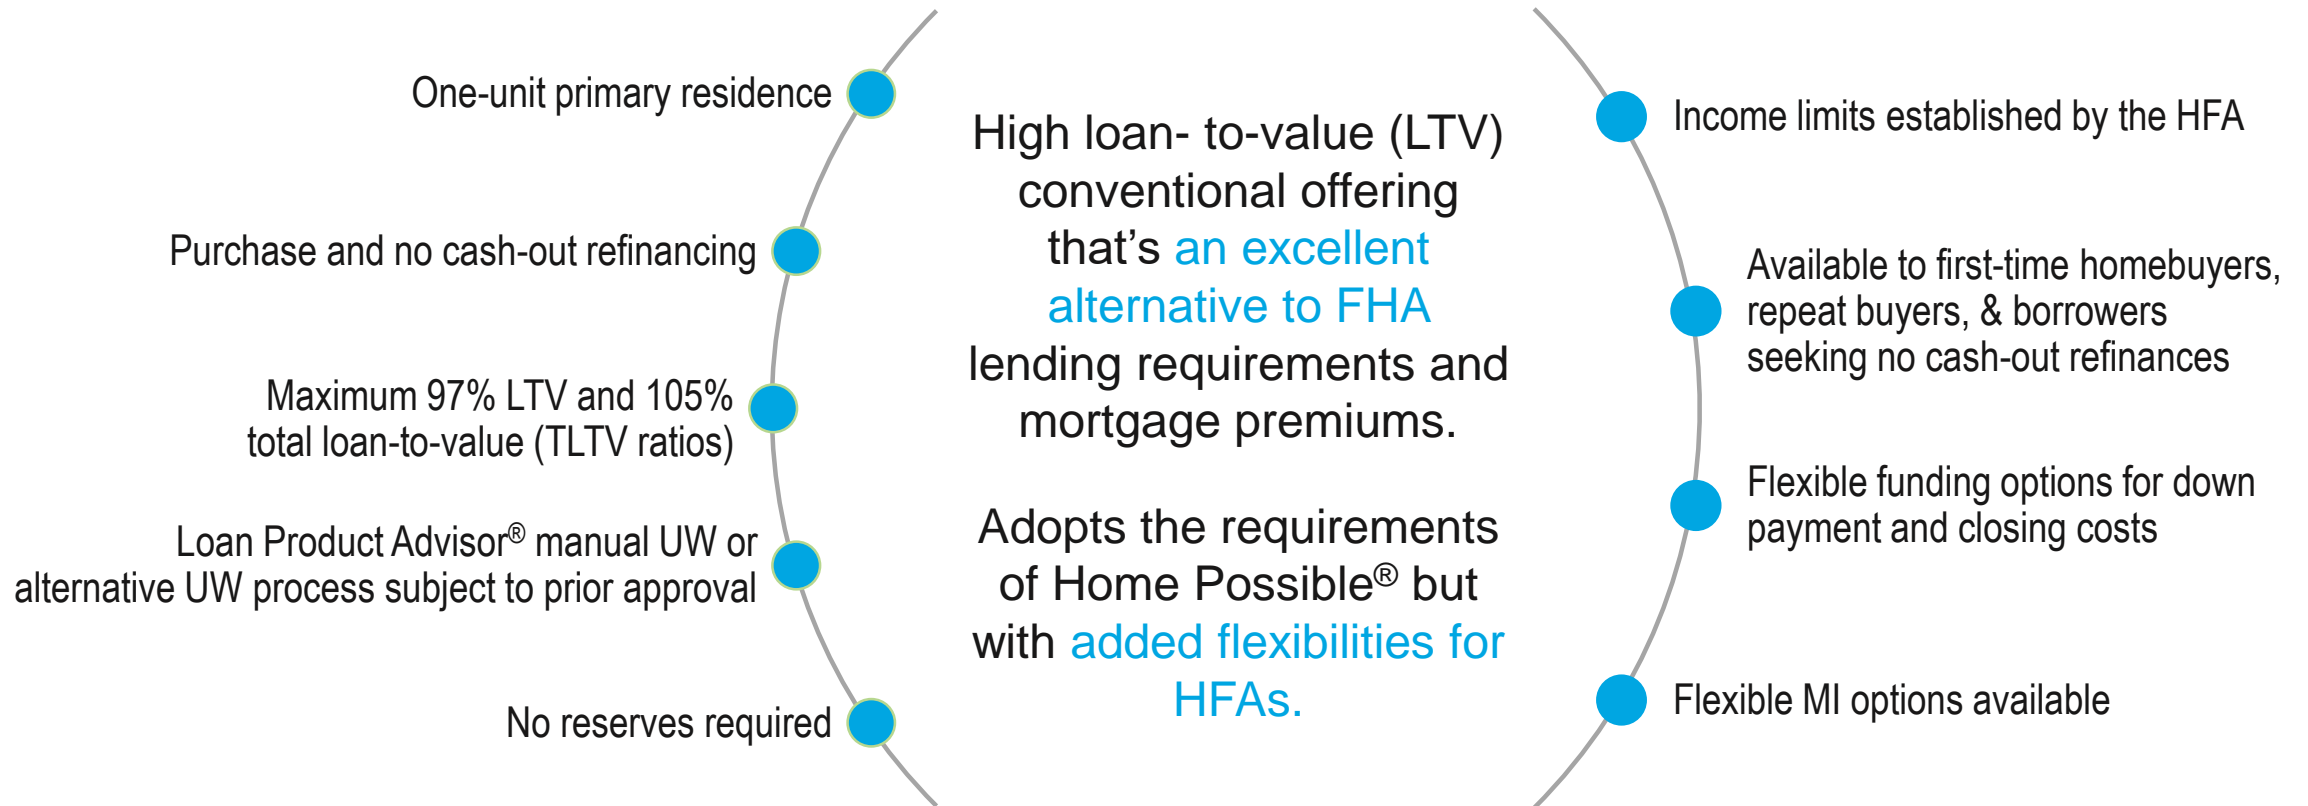 One-unit primary residence
Purchase and no cash-out refinancing
Maximum 97% LTV and 105%
total loan-to-value (TLTV ratios)
Loan Product Advisor® manual UW or
alternative UW process subject to prior approval
No reserves required
High loan- to-value (LTV)
conventional offering
that’s an excellent
alternative to FHA
lending requirements and
mortgage premiums.
Adopts the requirements
of Home Possible® but
with added flexibilities for
HFAs.
Income limits established by the HFA
Available to first-time homebuyers,
repeat buyers, & borrowers
seeking no cash-out refinances
Flexible funding options for down
payment and closing costs
Flexible MI options available